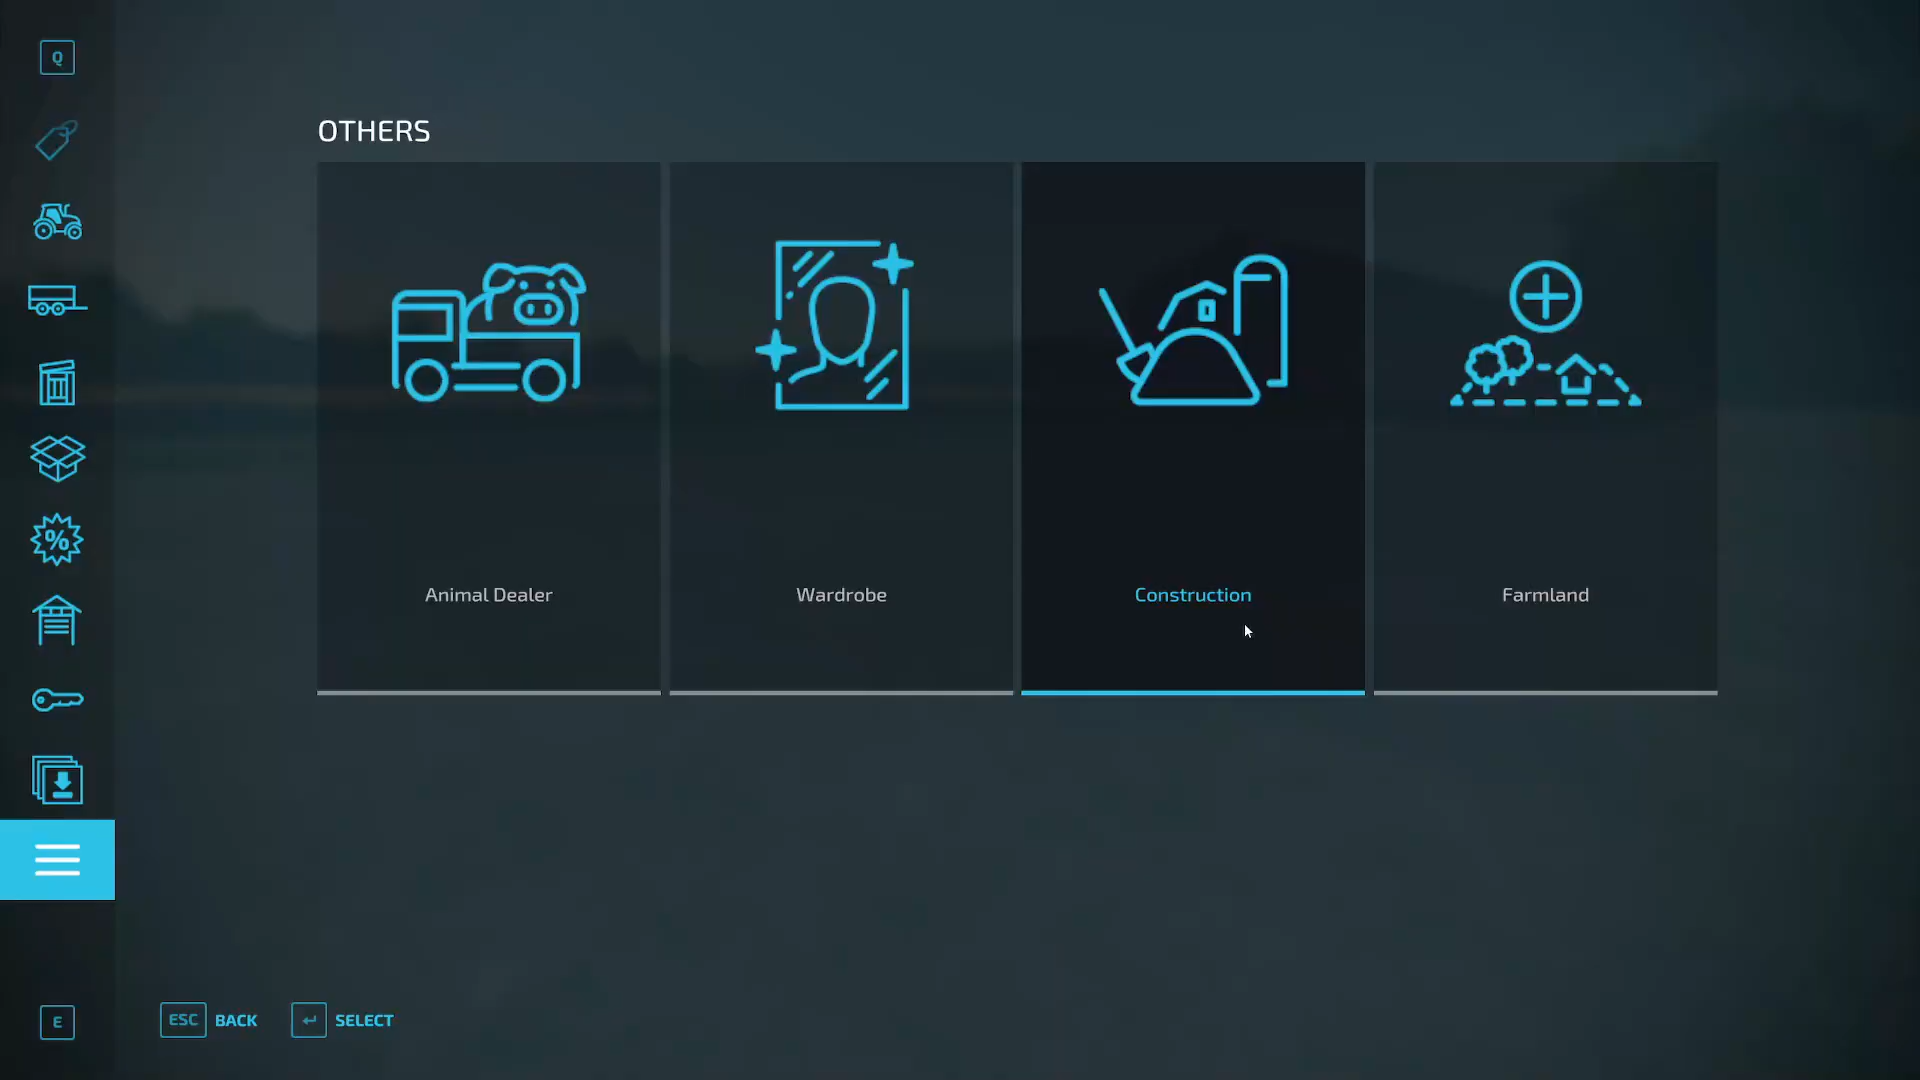 Q
OTHERS
%
Animal Dealer
Wardrobe
Construction
Farmland
E
ESC BACK
SELECT